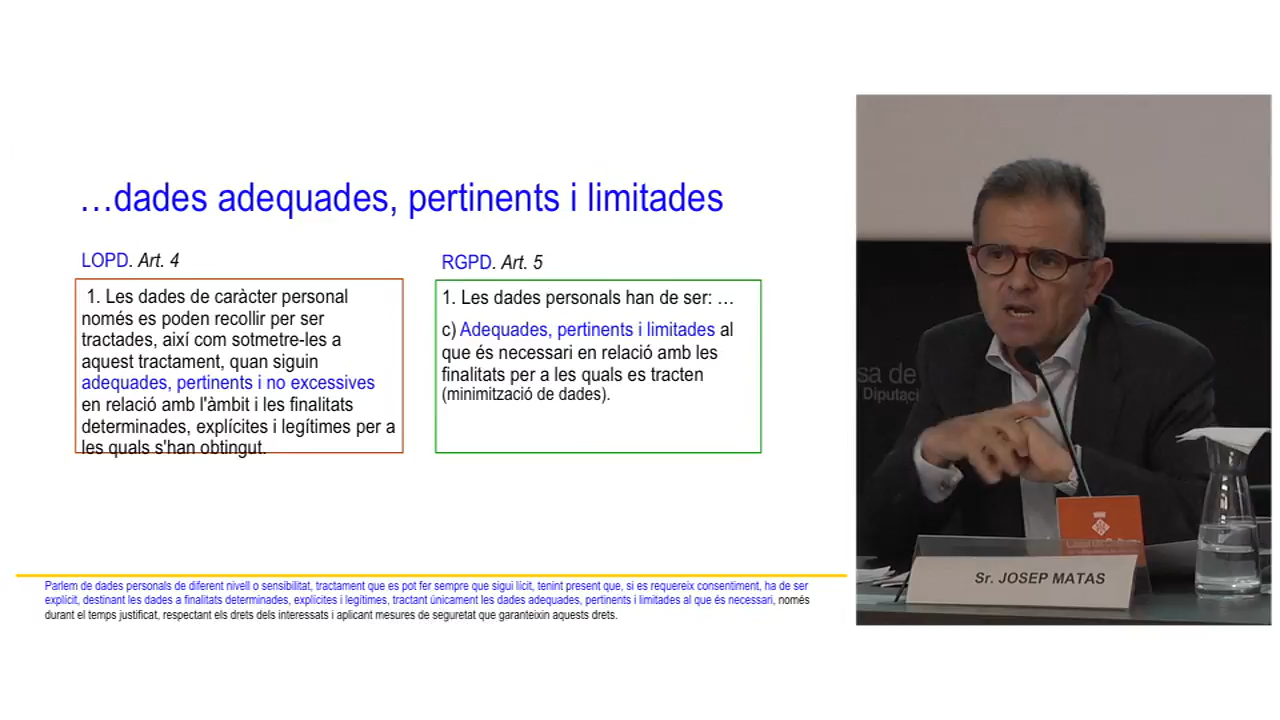 …dades adequades, pertinents i limitades
LOPD. Art. 4
1. Les dades de caràcter personal
només es poden recollir per ser
tractades, així com sotmetre-les a
aquest tractament, quan siguin
adequades, pertinents i no excessives
en relació amb l'àmbit i les finalitats
determinades, explícites i legítimes per a
les quals s'han obtingut.
RGPD. Art. 5
1. Les dades personals han de ser: …
c) Adequades, pertinents i limitades al
que és necessari en relació amb les
finalitats per a les quals es tracten
(minimització de dades).
Parlem de dades personals de diferent nivell o sensibilitat, tractament que es pot fer sempre que sigui lícit, tenint present que, si es requereix consentiment, ha de ser
explícit, destinant les dades a finalitats determinades, explícites i legítimes, tractant únicament les dades adequades, pertinents i limitades al que és necessari, només
durant el temps justificat, respectant els drets dels interessats i aplicant mesures de seguretat que garanteixin aquests drets.
sa de
Diputaci
Sr. JOSEP MATAS